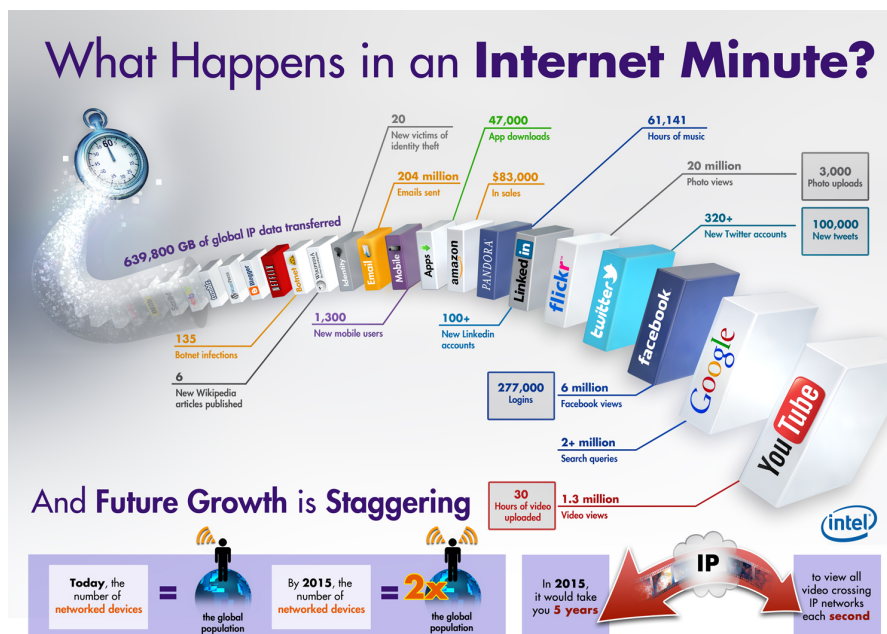 What Happens in an Internet Minute?
60
639,800 GB of global IP data transferred
20
New victims of
identity theft
47,000
App downloads
61,141
Hours of music
204 million
Emails sent
$83,000
In sales
20 million
Photo views
3,000
Photo uploads
320+
New Twitter accounts
100,000
New tweets
Blogger
NETFLIX
Botnet
WIKIPEDIA
Identity
Email
Mobile
Apps
amazon
PANDORA
Linked in
flickr
twitter
facebook
Google
You Tube
135
Botnet infections
6
New Wikipedia
articles published
1,300
New mobile users
100+
New Linkedin
accounts
277,000
Logins
6 million
Facebook views
2+ million
Search queries
30
Hours of video
uploaded
1.3 million
Video views
And Future Growth is Staggering
intel
Today, the
number of
networked devices
=
the global
population
By 2015, the
number of
networked devices
=
2x
the global
population
In 2015,
it would take
you 5 years
IP
to view all
video crossing
IP networks
each second